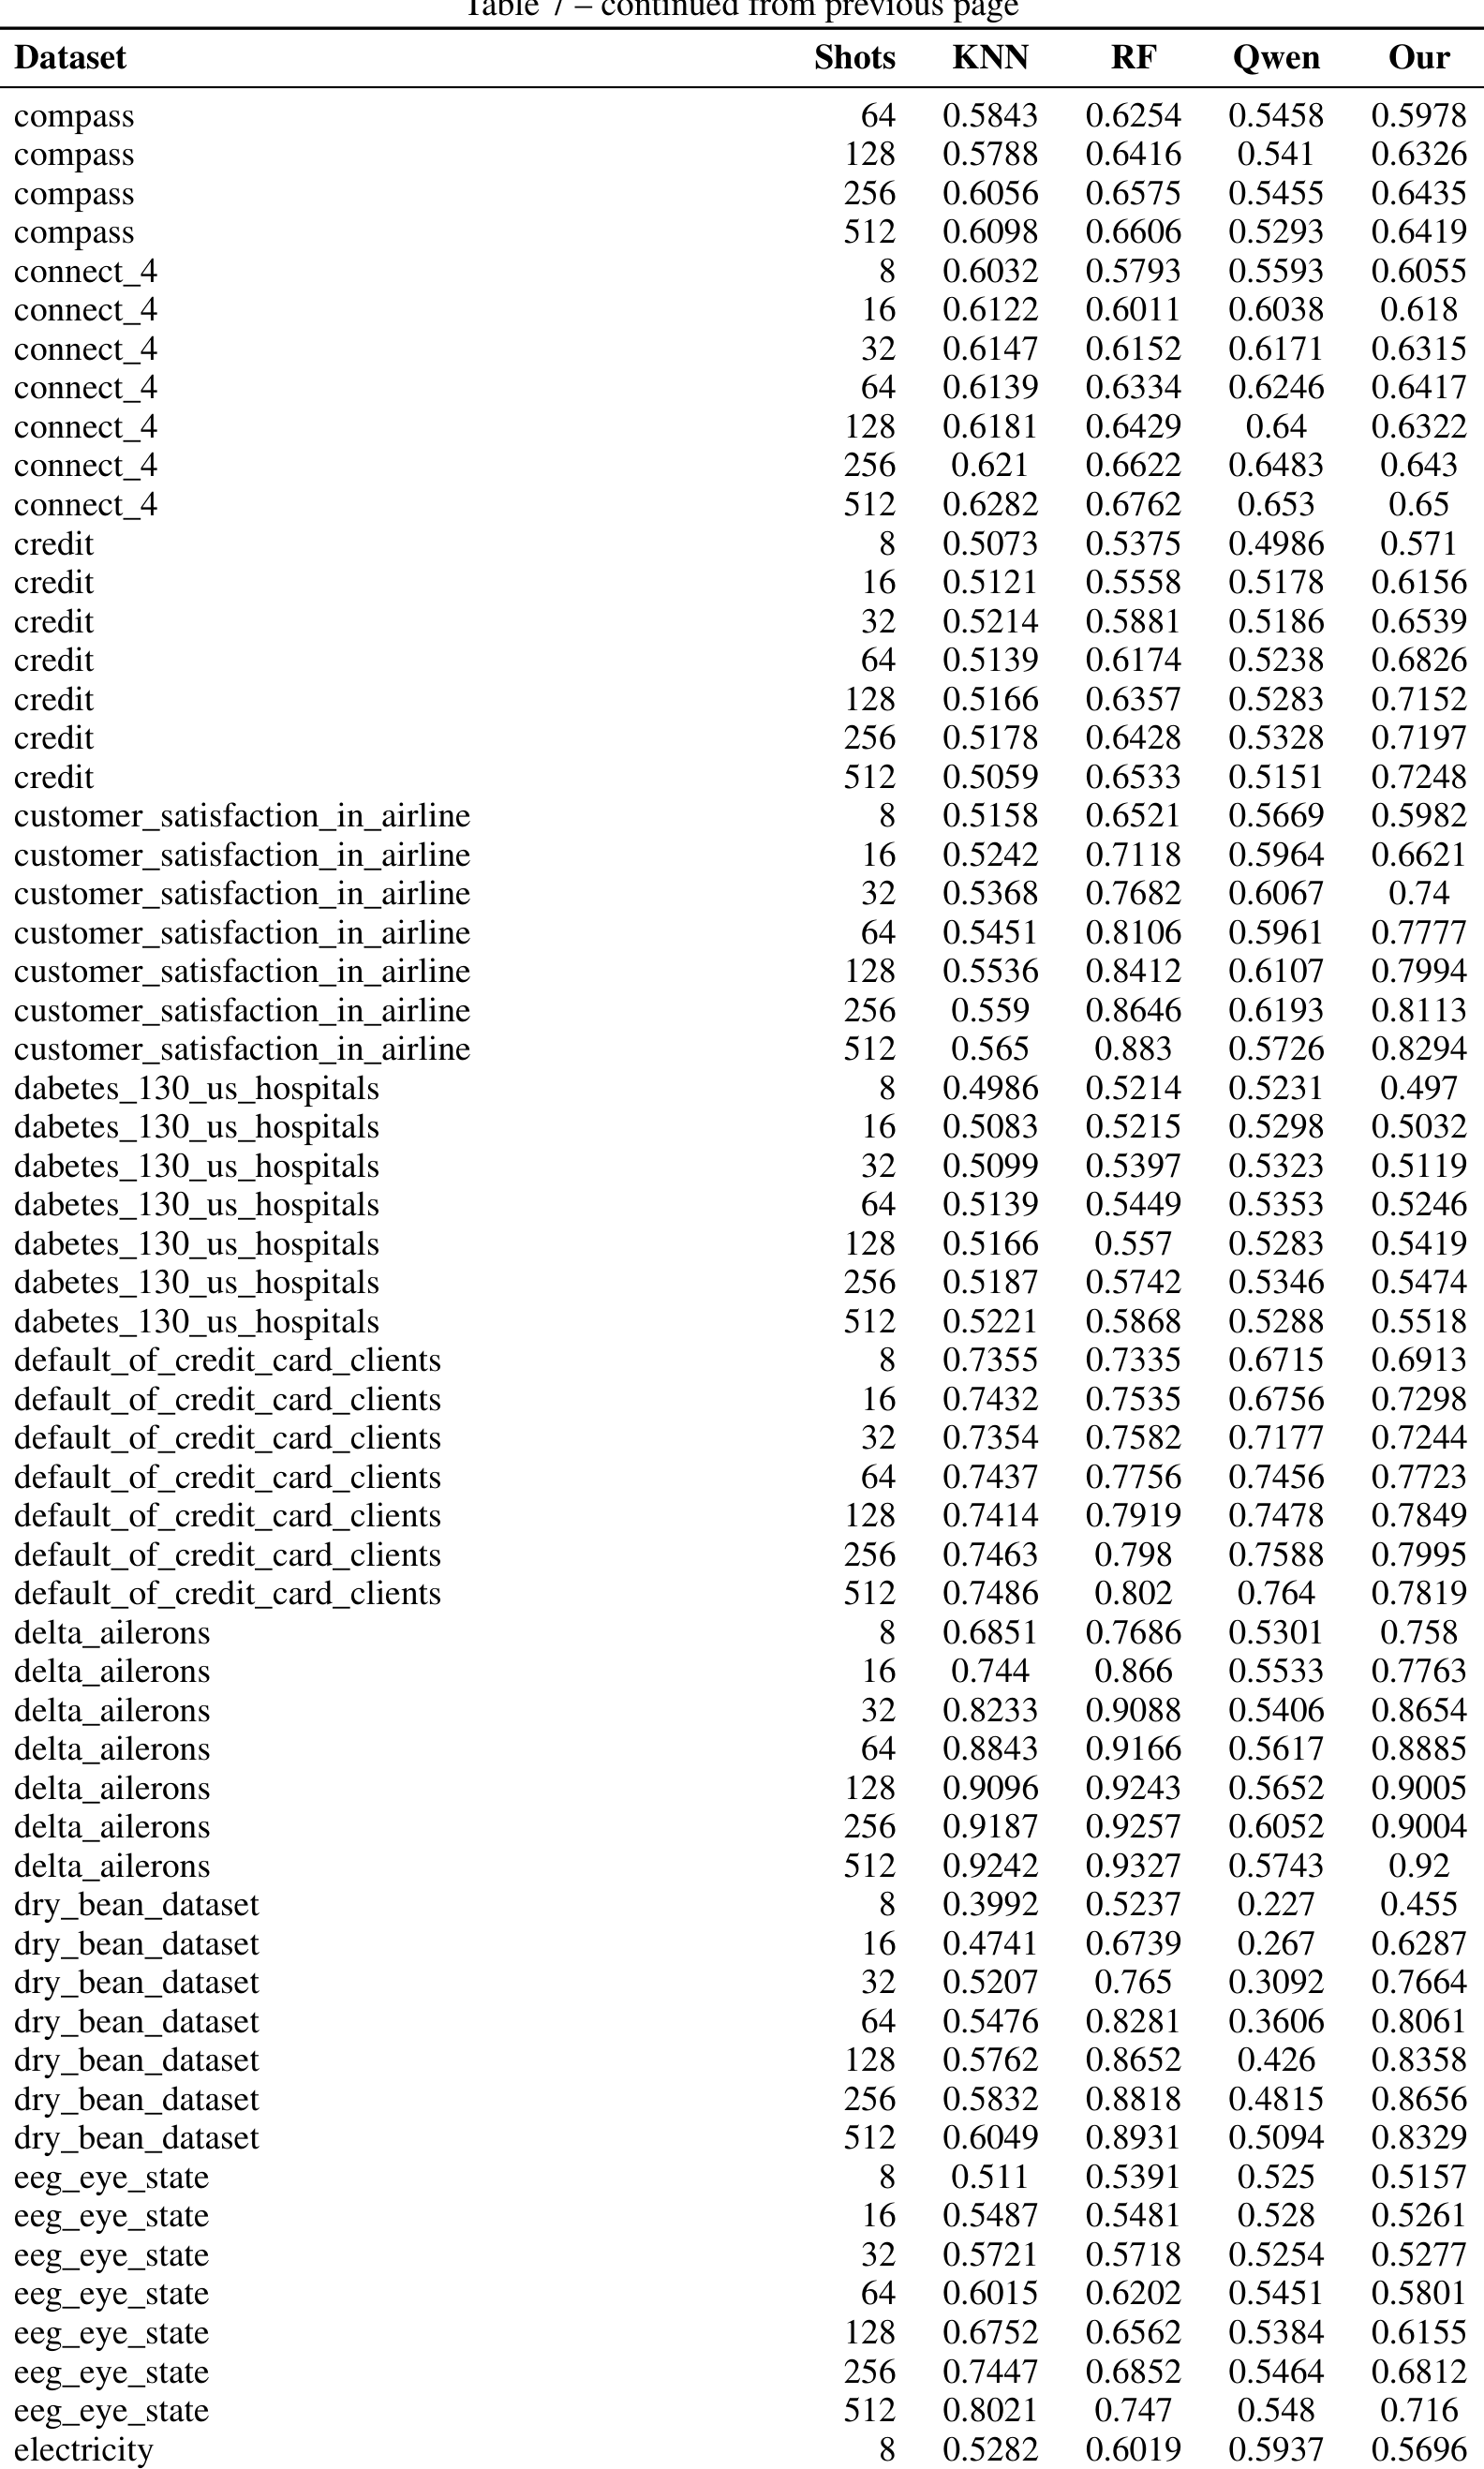 Table 7 – continued from previous page
Dataset Shots KNN RF Qwen Our
compass 64 0.5843 0.6254 0.5458 0.5978
compass 128 0.5788 0.6416 0.541 0.6326
compass 256 0.6056 0.6575 0.5455 0.6435
compass 512 0.6098 0.6606 0.5293 0.6419
connect_4 8 0.6032 0.5793 0.5593 0.6055
connect_4 16 0.6122 0.6011 0.6038 0.618
connect_4 32 0.6147 0.6152 0.6171 0.6315
connect_4 64 0.6139 0.6334 0.6246 0.6417
connect_4 128 0.6181 0.6429 0.64 0.6322
connect_4 256 0.621 0.6622 0.6483 0.643
connect_4 512 0.6282 0.6762 0.653 0.65
credit 8 0.5073 0.5375 0.4986 0.571
credit 16 0.5121 0.5558 0.5178 0.6156
credit 32 0.5214 0.5881 0.5186 0.6539
credit 64 0.5139 0.6174 0.5238 0.6826
credit 128 0.5166 0.6357 0.5283 0.7152
credit 256 0.5178 0.6428 0.5328 0.7197
credit 512 0.5059 0.6533 0.5151 0.7248
customer_satisfaction_in_airline 8 0.5158 0.6521 0.5669 0.5982
customer_satisfaction_in_airline 16 0.5242 0.7118 0.5964 0.6621
customer_satisfaction_in_airline 32 0.5368 0.7682 0.6067 0.74
customer_satisfaction_in_airline 64 0.5451 0.8106 0.5961 0.7777
customer_satisfaction_in_airline 128 0.5536 0.8412 0.6107 0.7994
customer_satisfaction_in_airline 256 0.559 0.8646 0.6193 0.8113
customer_satisfaction_in_airline 512 0.565 0.883 0.5726 0.8294
dabetes_130_us_hospitals 8 0.4986 0.5214 0.5231 0.497
dabetes_130_us_hospitals 16 0.5083 0.5215 0.5298 0.5032
dabetes_130_us_hospitals 32 0.5099 0.5397 0.5323 0.5119
dabetes_130_us_hospitals 64 0.5139 0.5449 0.5353 0.5246
dabetes_130_us_hospitals 128 0.5166 0.557 0.5283 0.5419
dabetes_130_us_hospitals 256 0.5187 0.5742 0.5346 0.5474
dabetes_130_us_hospitals 512 0.5221 0.5868 0.5288 0.5518
default_of_credit_card_clients 8 0.7355 0.7335 0.6715 0.6913
default_of_credit_card_clients 16 0.7432 0.7535 0.6756 0.7298
default_of_credit_card_clients 32 0.7354 0.7582 0.7177 0.7244
default_of_credit_card_clients 64 0.7437 0.7756 0.7456 0.7723
default_of_credit_card_clients 128 0.7414 0.7919 0.7478 0.7849
default_of_credit_card_clients 256 0.7463 0.798 0.7588 0.7995
default_of_credit_card_clients 512 0.7486 0.802 0.764 0.7819
delta_ailerons 8 0.6851 0.7686 0.5301 0.758
delta_ailerons 16 0.744 0.866 0.5533 0.7763
delta_ailerons 32 0.8233 0.9088 0.5406 0.8654
delta_ailerons 64 0.8843 0.9166 0.5617 0.8885
delta_ailerons 128 0.9096 0.9243 0.5652 0.9005
delta_ailerons 256 0.9187 0.9257 0.6052 0.9004
delta_ailerons 512 0.9242 0.9327 0.5743 0.92
dry_bean_dataset 8 0.3992 0.5237 0.227 0.455
dry_bean_dataset 16 0.4741 0.6739 0.267 0.6287
dry_bean_dataset 32 0.5207 0.765 0.3092 0.7664
dry_bean_dataset 64 0.5476 0.8281 0.3606 0.8061
dry_bean_dataset 128 0.5762 0.8652 0.426 0.8358
dry_bean_dataset 256 0.5832 0.8818 0.4815 0.8656
dry_bean_dataset 512 0.6049 0.8931 0.5094 0.8329
eeg_eye_state 8 0.511 0.5391 0.525 0.5157
eeg_eye_state 16 0.5487 0.5481 0.528 0.5261
eeg_eye_state 32 0.5721 0.5718 0.5254 0.5277
eeg_eye_state 64 0.6015 0.6202 0.5451 0.5801
eeg_eye_state 128 0.6752 0.6562 0.5384 0.6155
eeg_eye_state 256 0.7447 0.6852 0.5464 0.6812
eeg_eye_state 512 0.8021 0.747 0.548 0.716
electricity 8 0.5282 0.6019 0.5937 0.5696